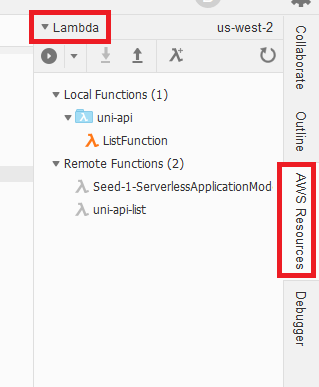 Lambda us-west-2
Local Functions (1)
uni-api
ListFunction
Remote Functions (2)
Seed-1-ServerlessApplicationMod
uni-api-list
Collaborate
Outline
AWS Resources
Debugger